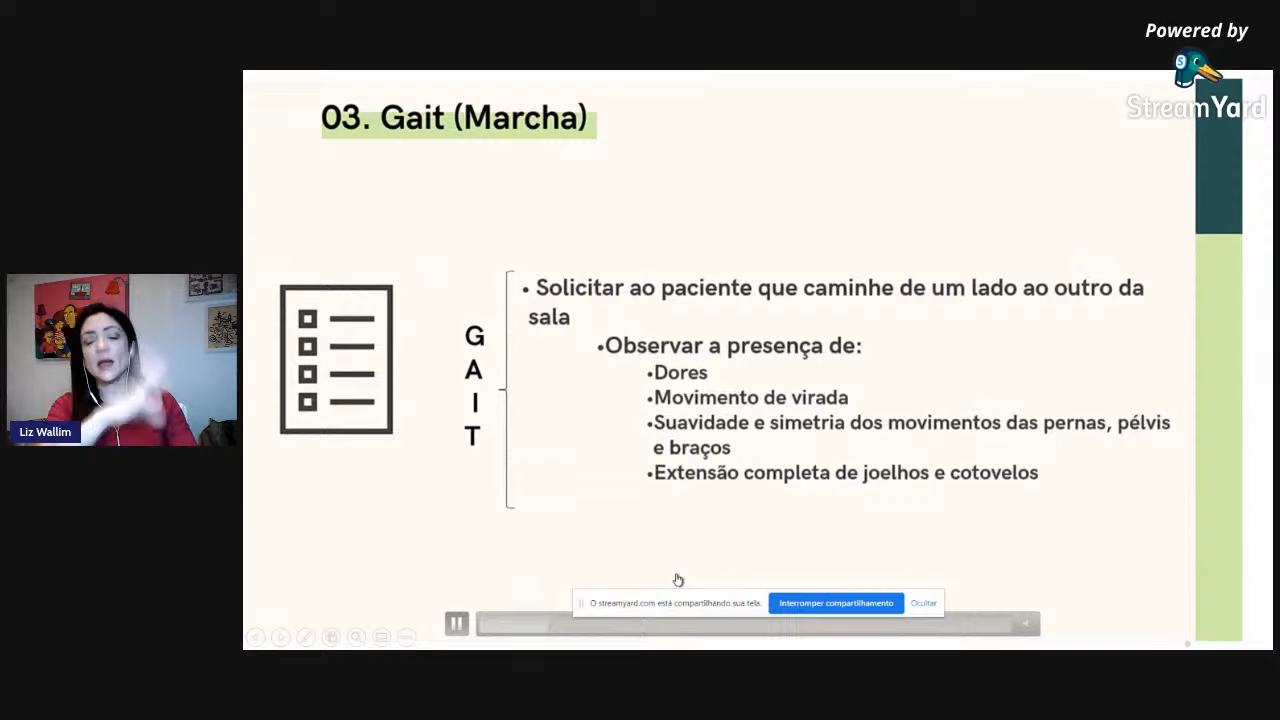 Powered by
StreamYard
03. Gait (Marcha)
• Solicitar ao paciente que caminhe de um lado ao outro da
sala
•Observar a presença de:
•Dores
•Movimento de virada
•Suavidade e simetria dos movimentos das pernas, pélvis
e braços
•Extensão completa de joelhos e cotovelos
G
A
I
T
Liz Wallim
O streamyard.com está compartilhando sua tela.
Interromper compartilhamento
Ocultar